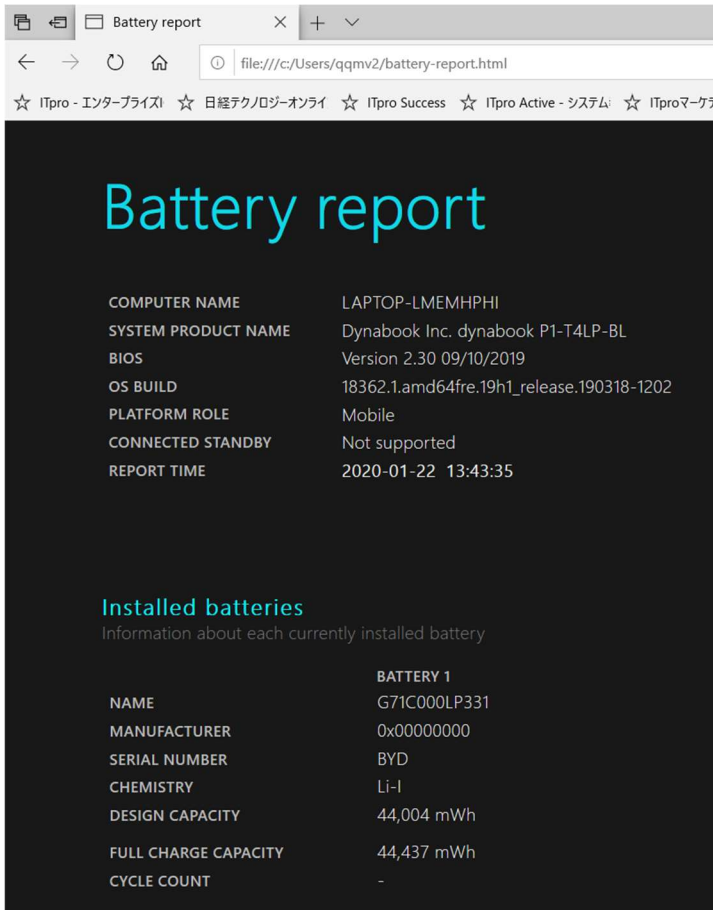 Battery report
file:///c:/Users/qqmv2/battery-report.html
ITpro - エンタープライズI
日経テクノロジーオンライ
ITpro Success
ITpro Active - システム
ITproマーケテ
Battery report
COMPUTER NAME LAPTOP-LMEMHPHI
SYSTEM PRODUCT NAME Dynabook Inc. dynabook P1-T4LP-BL
BIOS Version 2.30 09/10/2019
OS BUILD 18362.1.amd64fre.19h1_release.190318-1202
PLATFORM ROLE Mobile
CONNECTED STANDBY Not supported
REPORT TIME 2020-01-22 13:43:35
Installed batteries
Information about each currently installed battery
BATTERY 1
NAME G71C000LP331
MANUFACTURER 0x00000000
SERIAL NUMBER BYD
CHEMISTRY Li-I
DESIGN CAPACITY 44,004 mWh
FULL CHARGE CAPACITY 44,437 mWh
CYCLE COUNT -